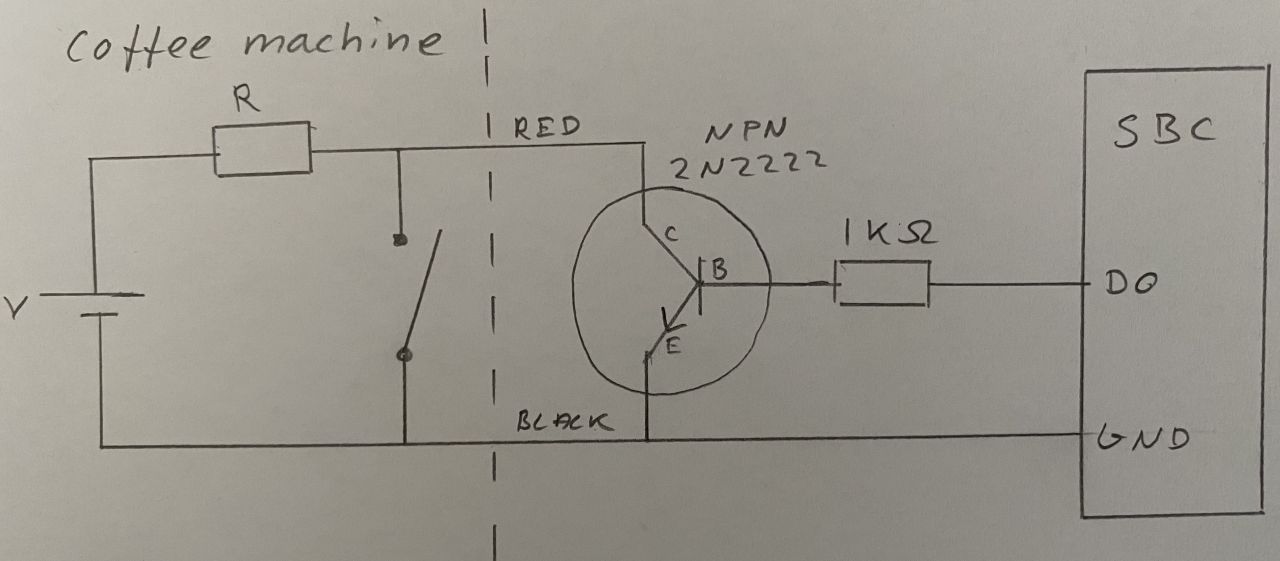 Coffee machine
R
RED
NPN
2N2222
SBC
C
B
1KΩ
DO
V
E
BLACK
GND